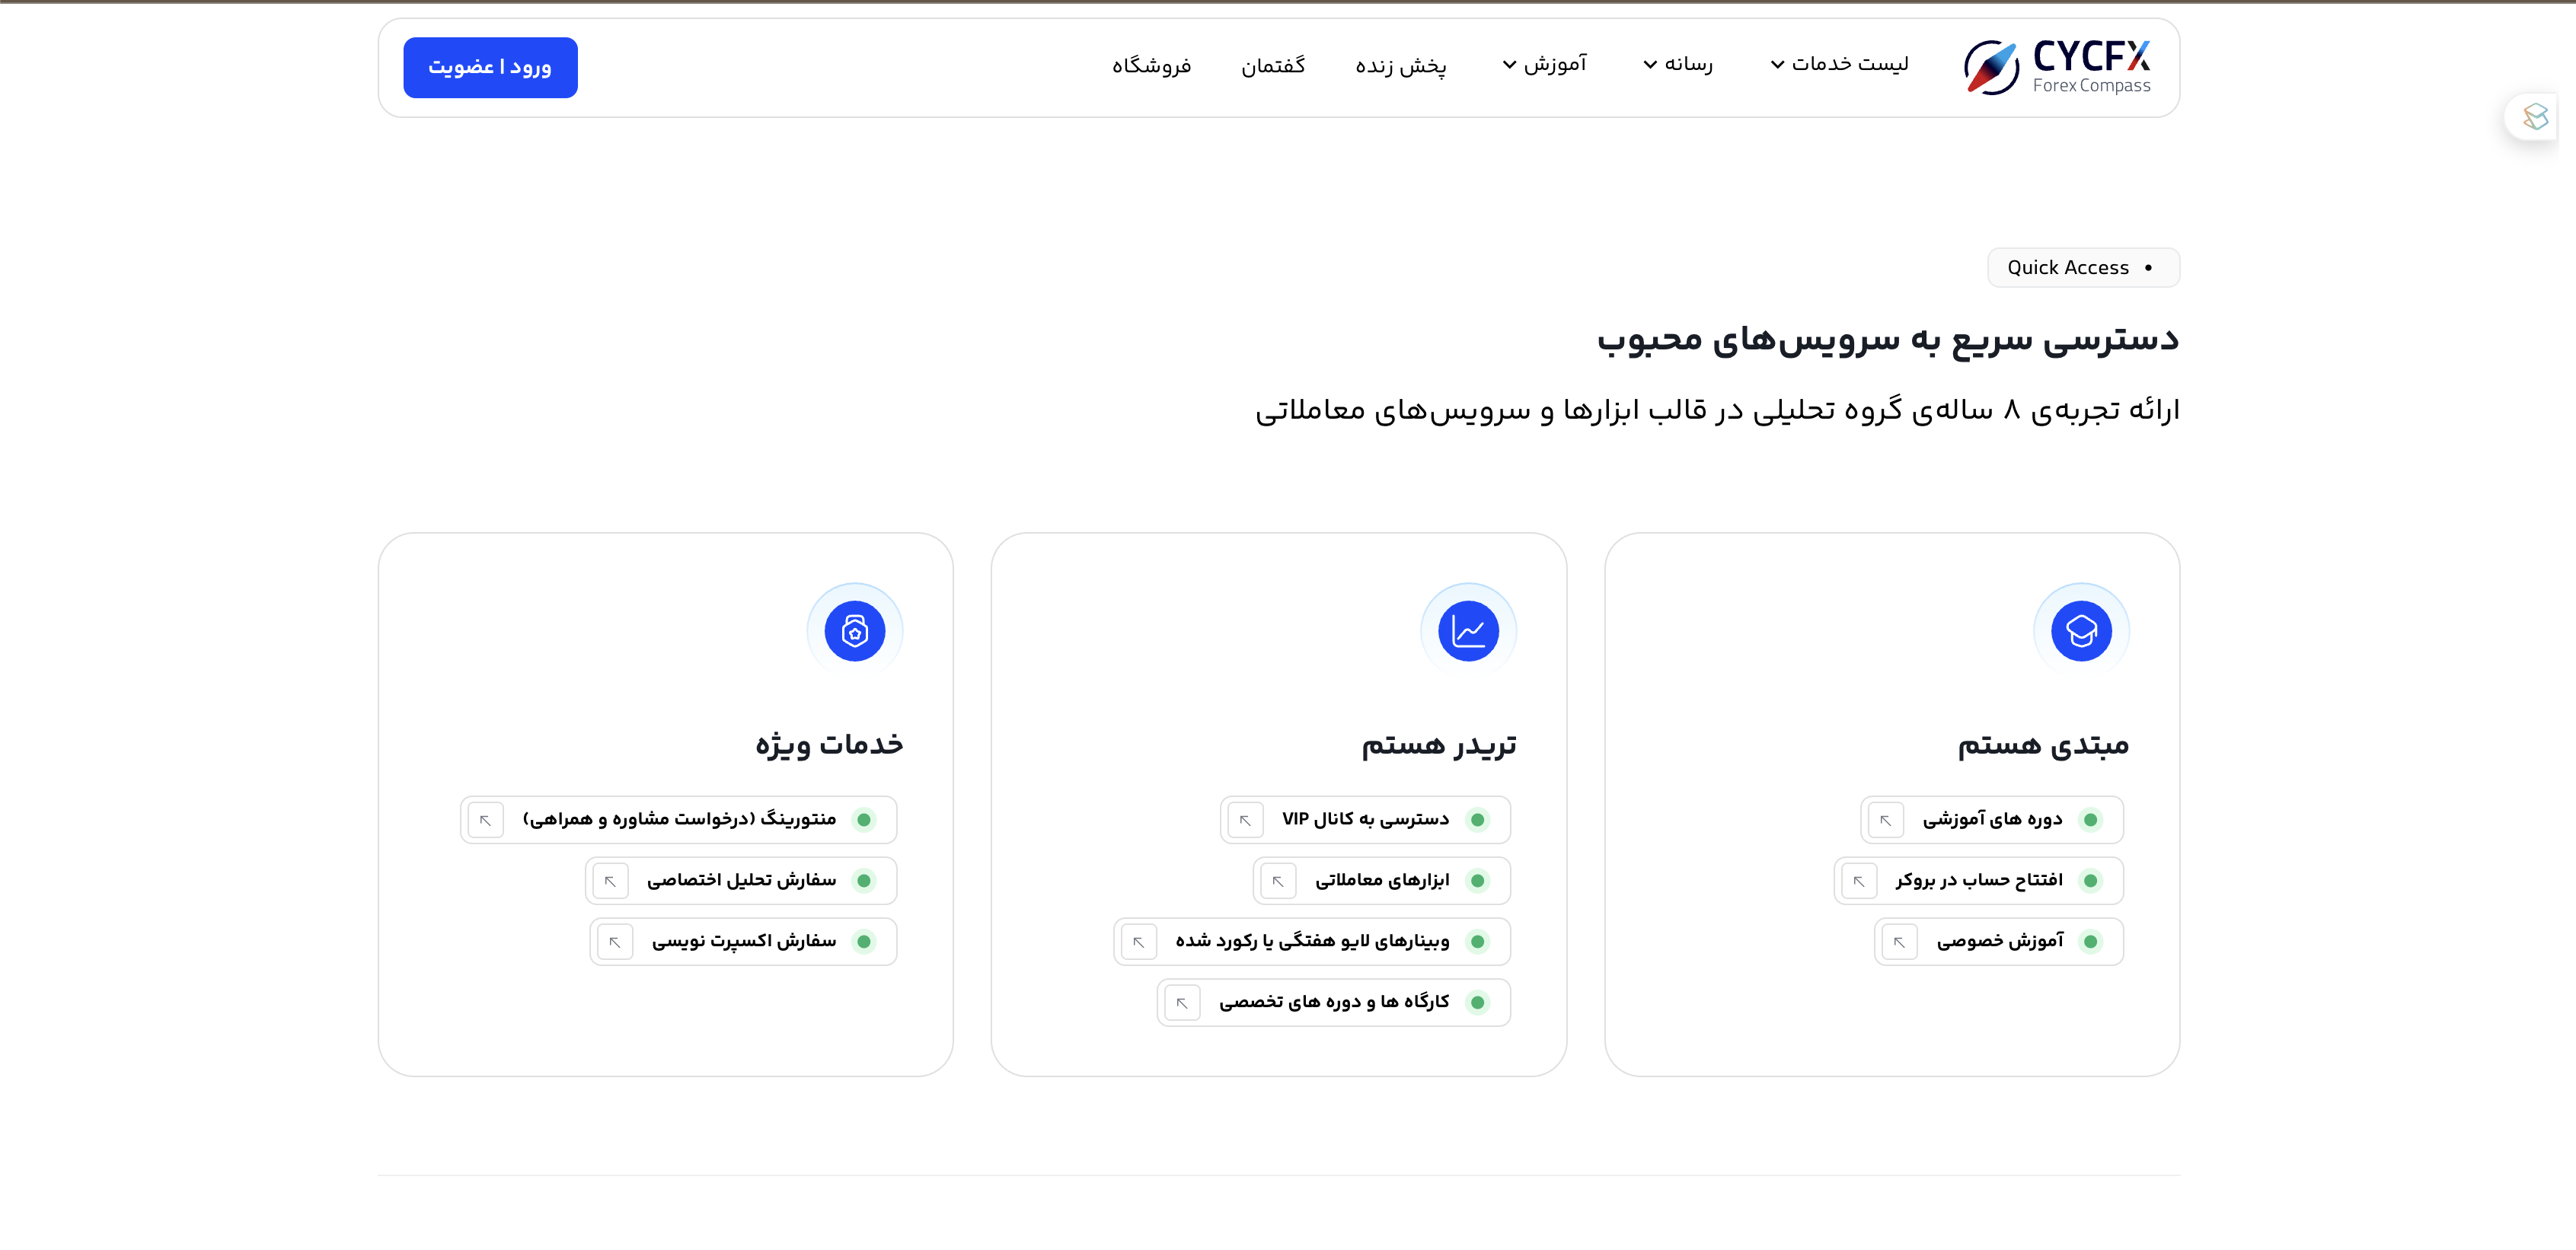 CYCFX
Forex Compass
لیست خدمات
رسانه
آموزش
پخش زنده
گفتمان
فروشگاه
ورود | عضویت
Quick Access
دسترسی سریع به سرویس‌های محبوب
ارائه تجربه‌ی ۸ ساله‌ی گروه تحلیلی در قالب ابزارها و سرویس‌های معاملاتی
مبتدی هستم
دوره های آموزشی
افتتاح حساب در بروکر
آموزش خصوصی
تریدر هستم
دسترسی به کانال VIP
ابزارهای معاملاتی
وبینارهای لایو هفتگی یا رکورد شده
کارگاه ها و دوره های تخصصی
خدمات ویژه
منتورینگ (درخواست مشاوره و همراهی)
سفارش تحلیل اختصاصی
سفارش اکسپرت نویسی